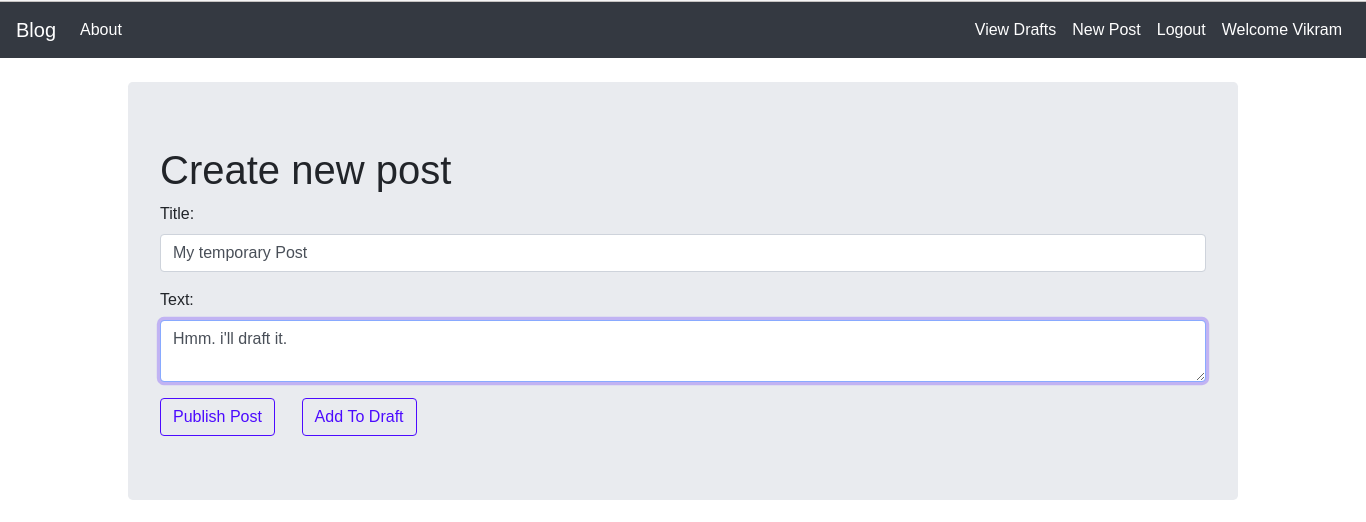 Blog About View Drafts New Post Logout Welcome Vikram
Create new post
Title:
My temporary Post
Text:
Hmm. i'll draft it.
Publish Post Add To Draft